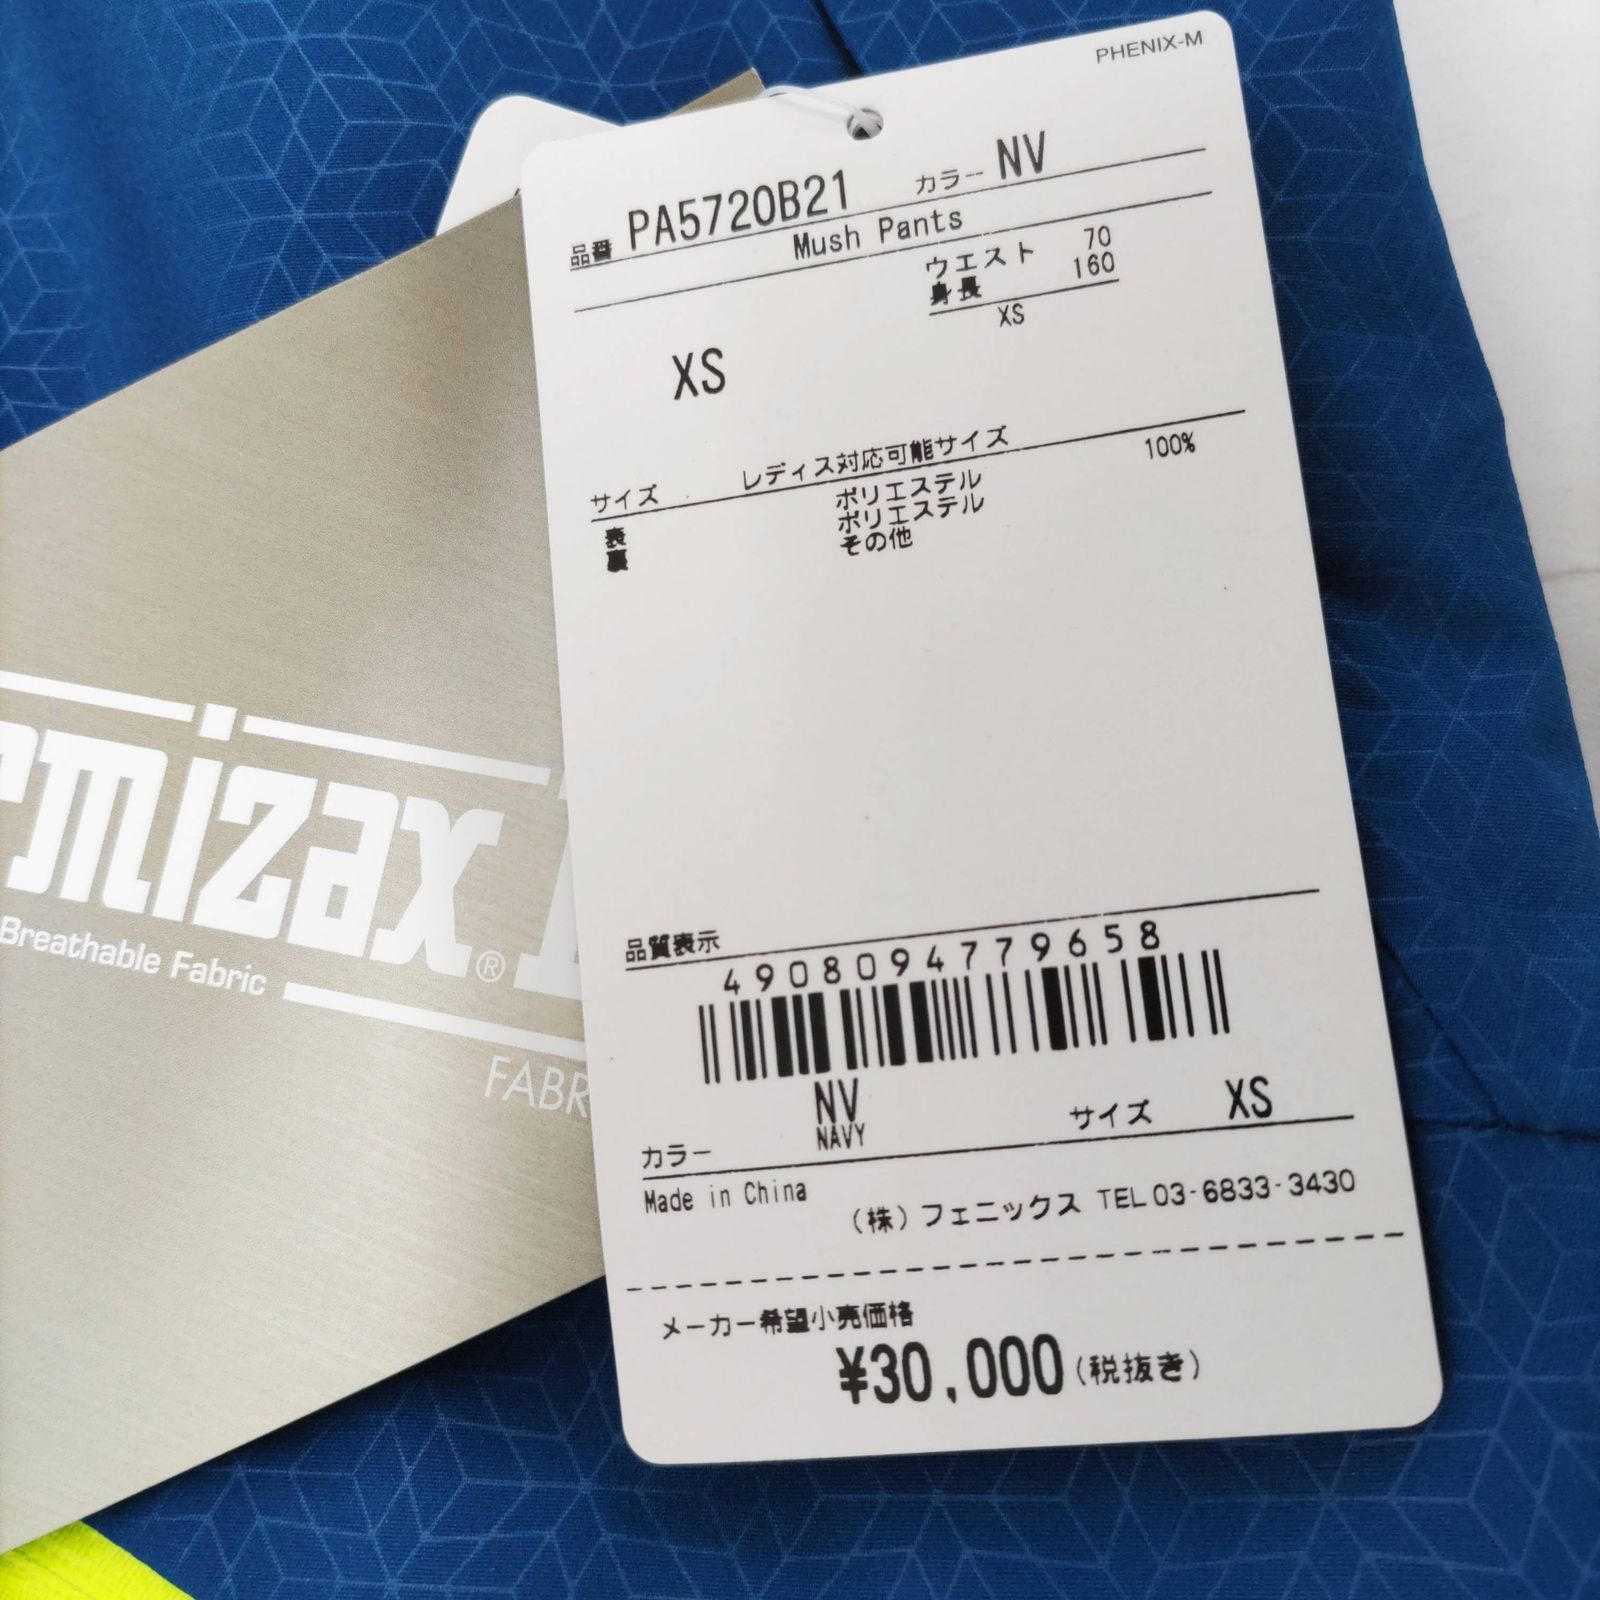 PHENIX-M
品番 PA5720B21 カラー NV
Mush Pants
ウエスト 70
身長 160
XS
XS
サイズ レディス対応可能サイズ
表 ポリエステル 100%
裏 ポリエステル
その他
品質表示
4908094779658
NV
NAVY
カラー サイズ XS
Made in China
(株)フェニックス TEL 03-6833-3430
メーカー希望小売価格
¥30,000(税抜き)
rmizax®
Breathable Fabric
FABR